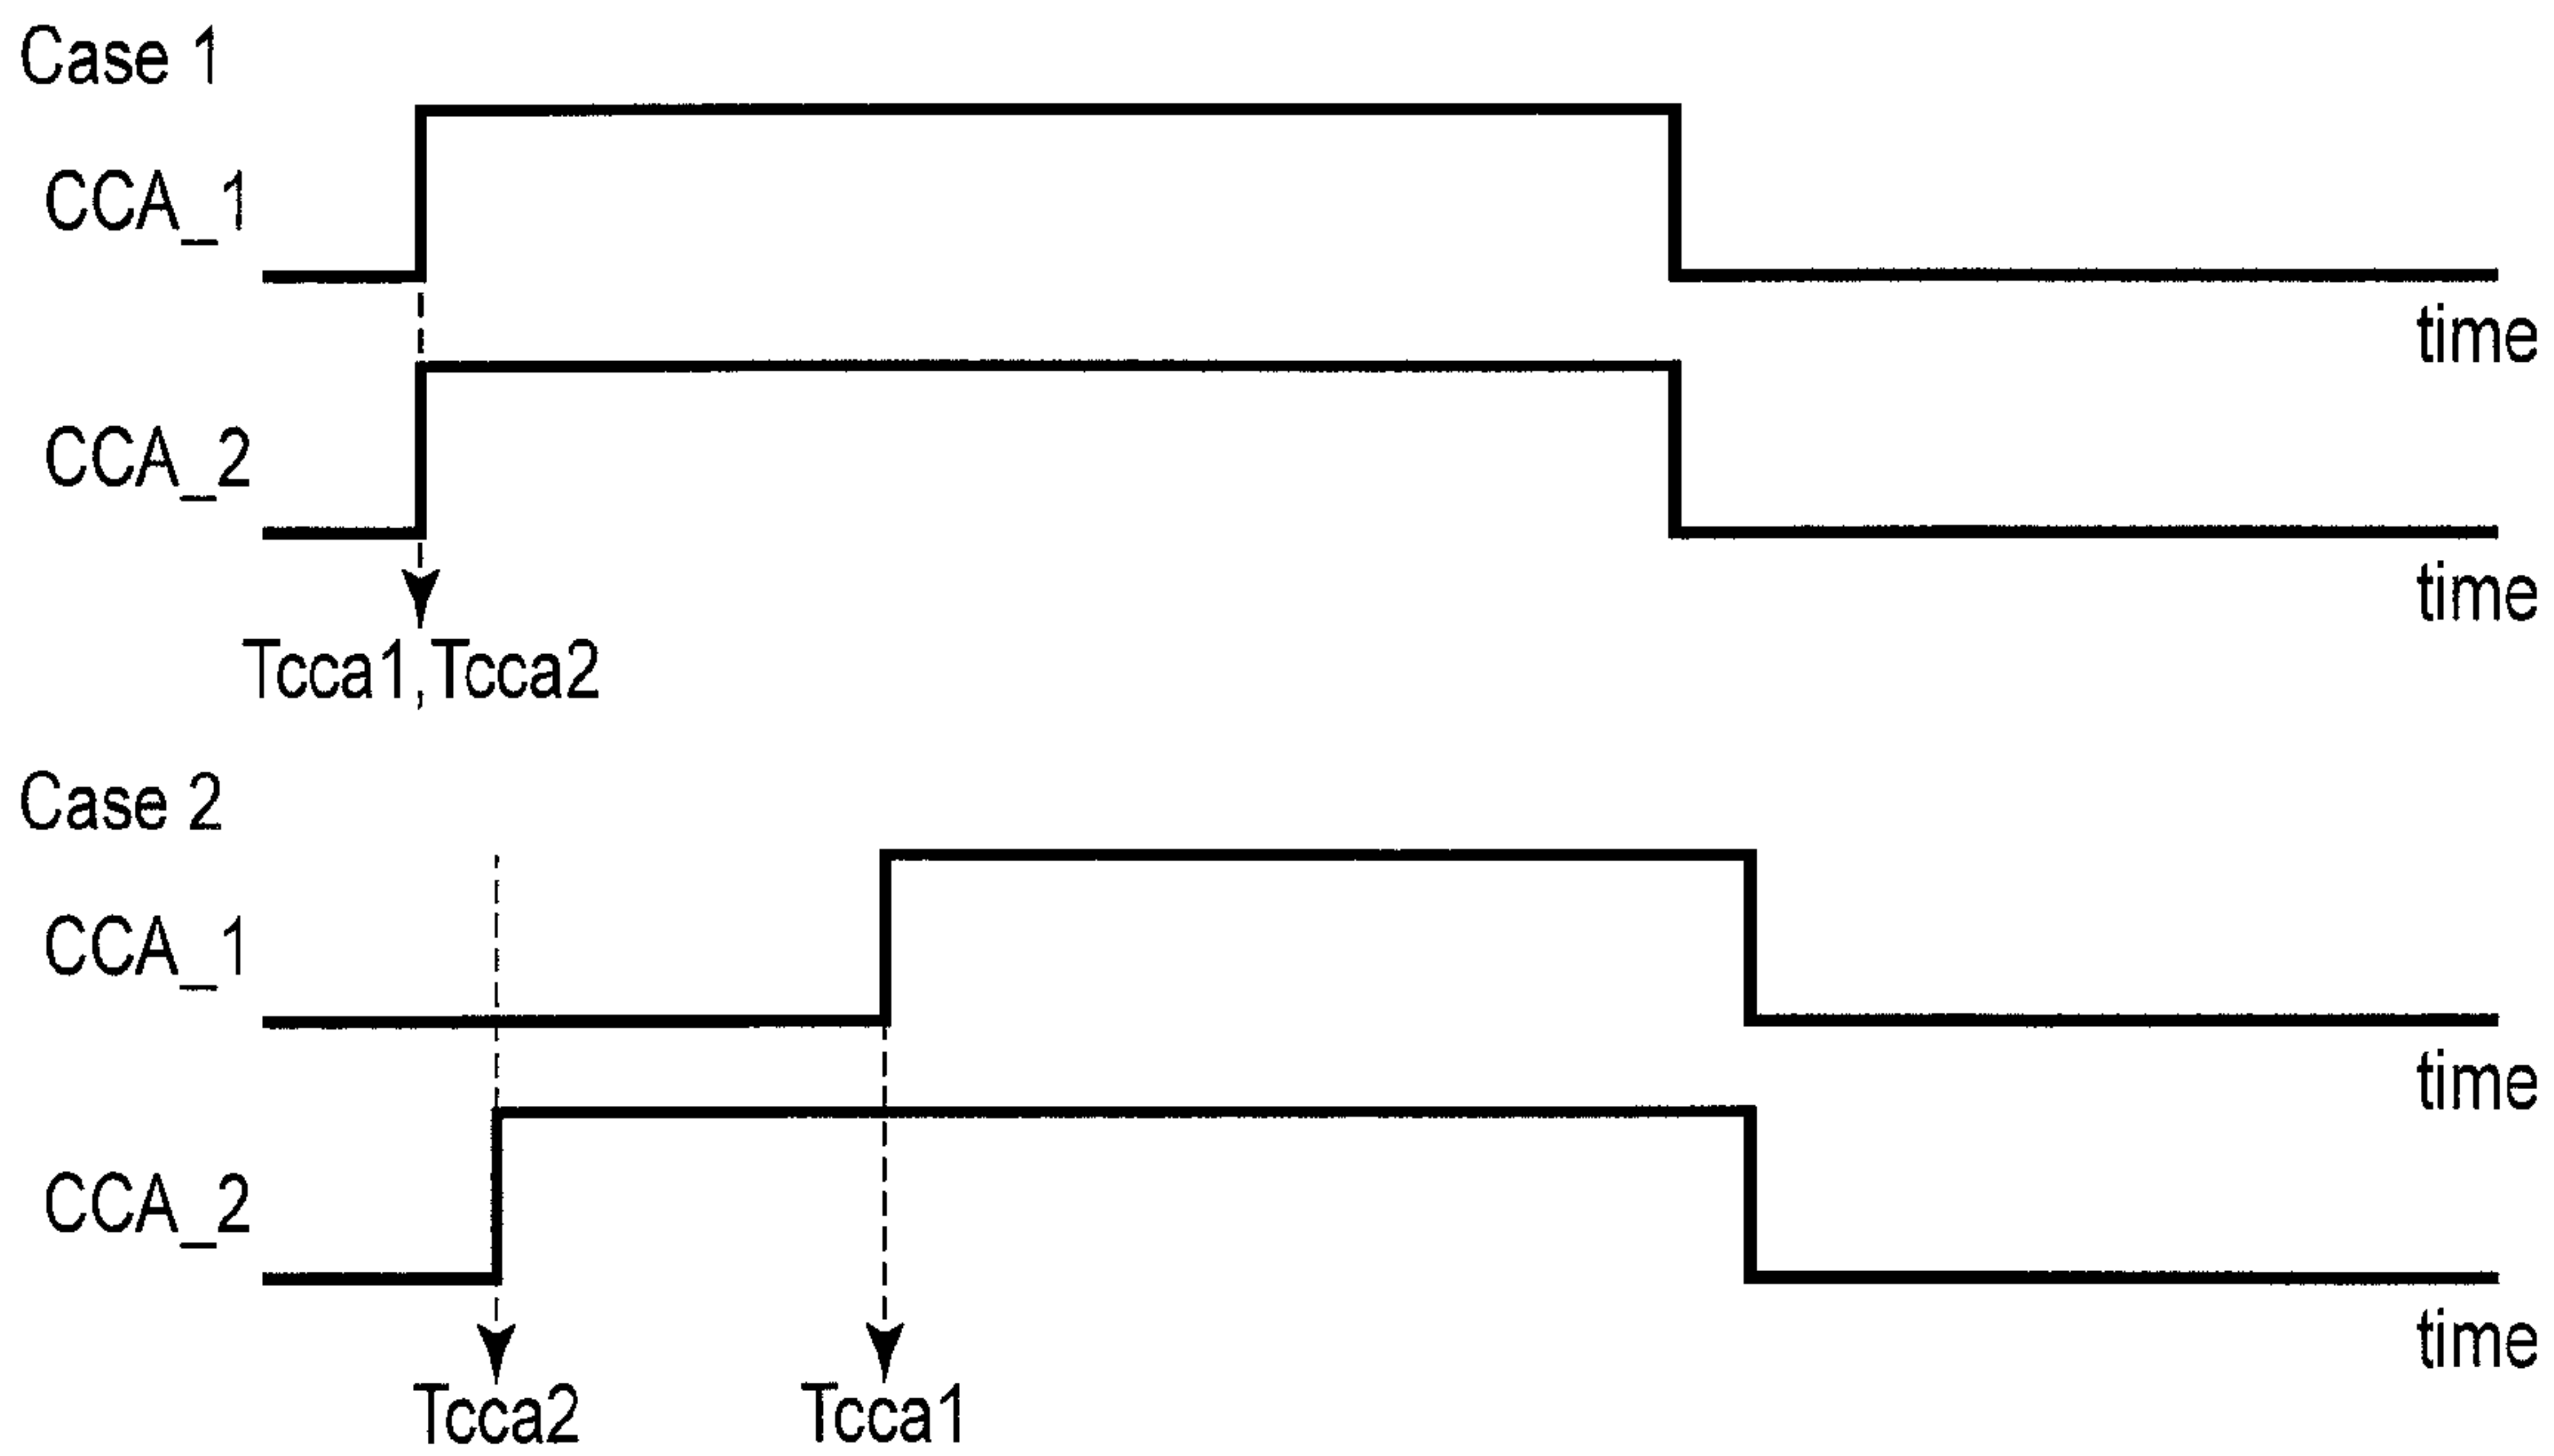 Case 1
CCA_1
time
CCA_2
time
Tcca1,Tcca2
Case 2
CCA_1
time
CCA_2
time
Tcca2 Tcca1